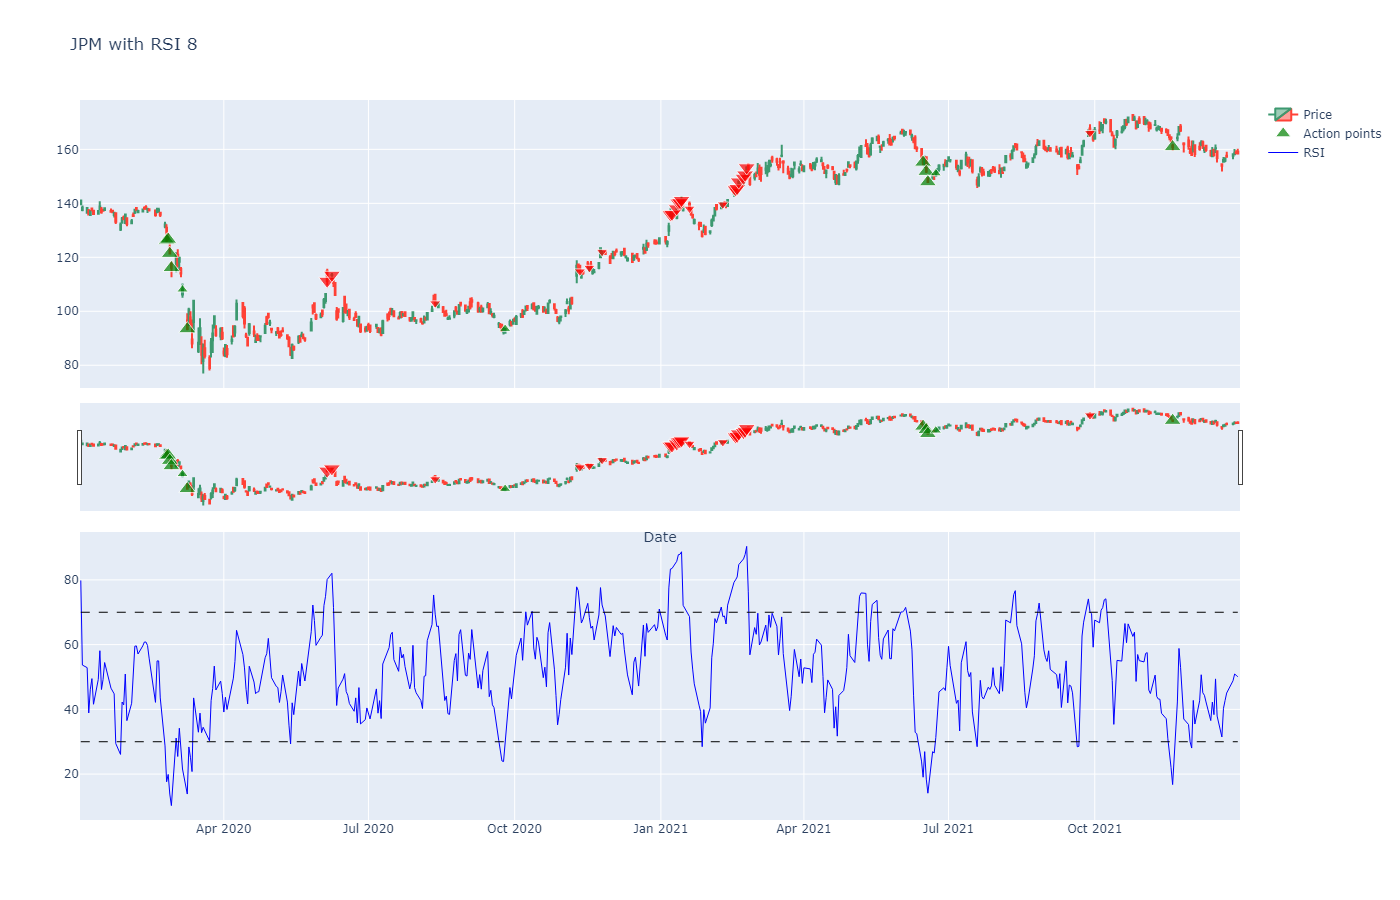 JPM with RSI 8
Price
Action points
RSI
160
140
120
100
80
Date
80
60
40
20
Apr 2020
Jul 2020
Oct 2020
Jan 2021
Apr 2021
Jul 2021
Oct 2021